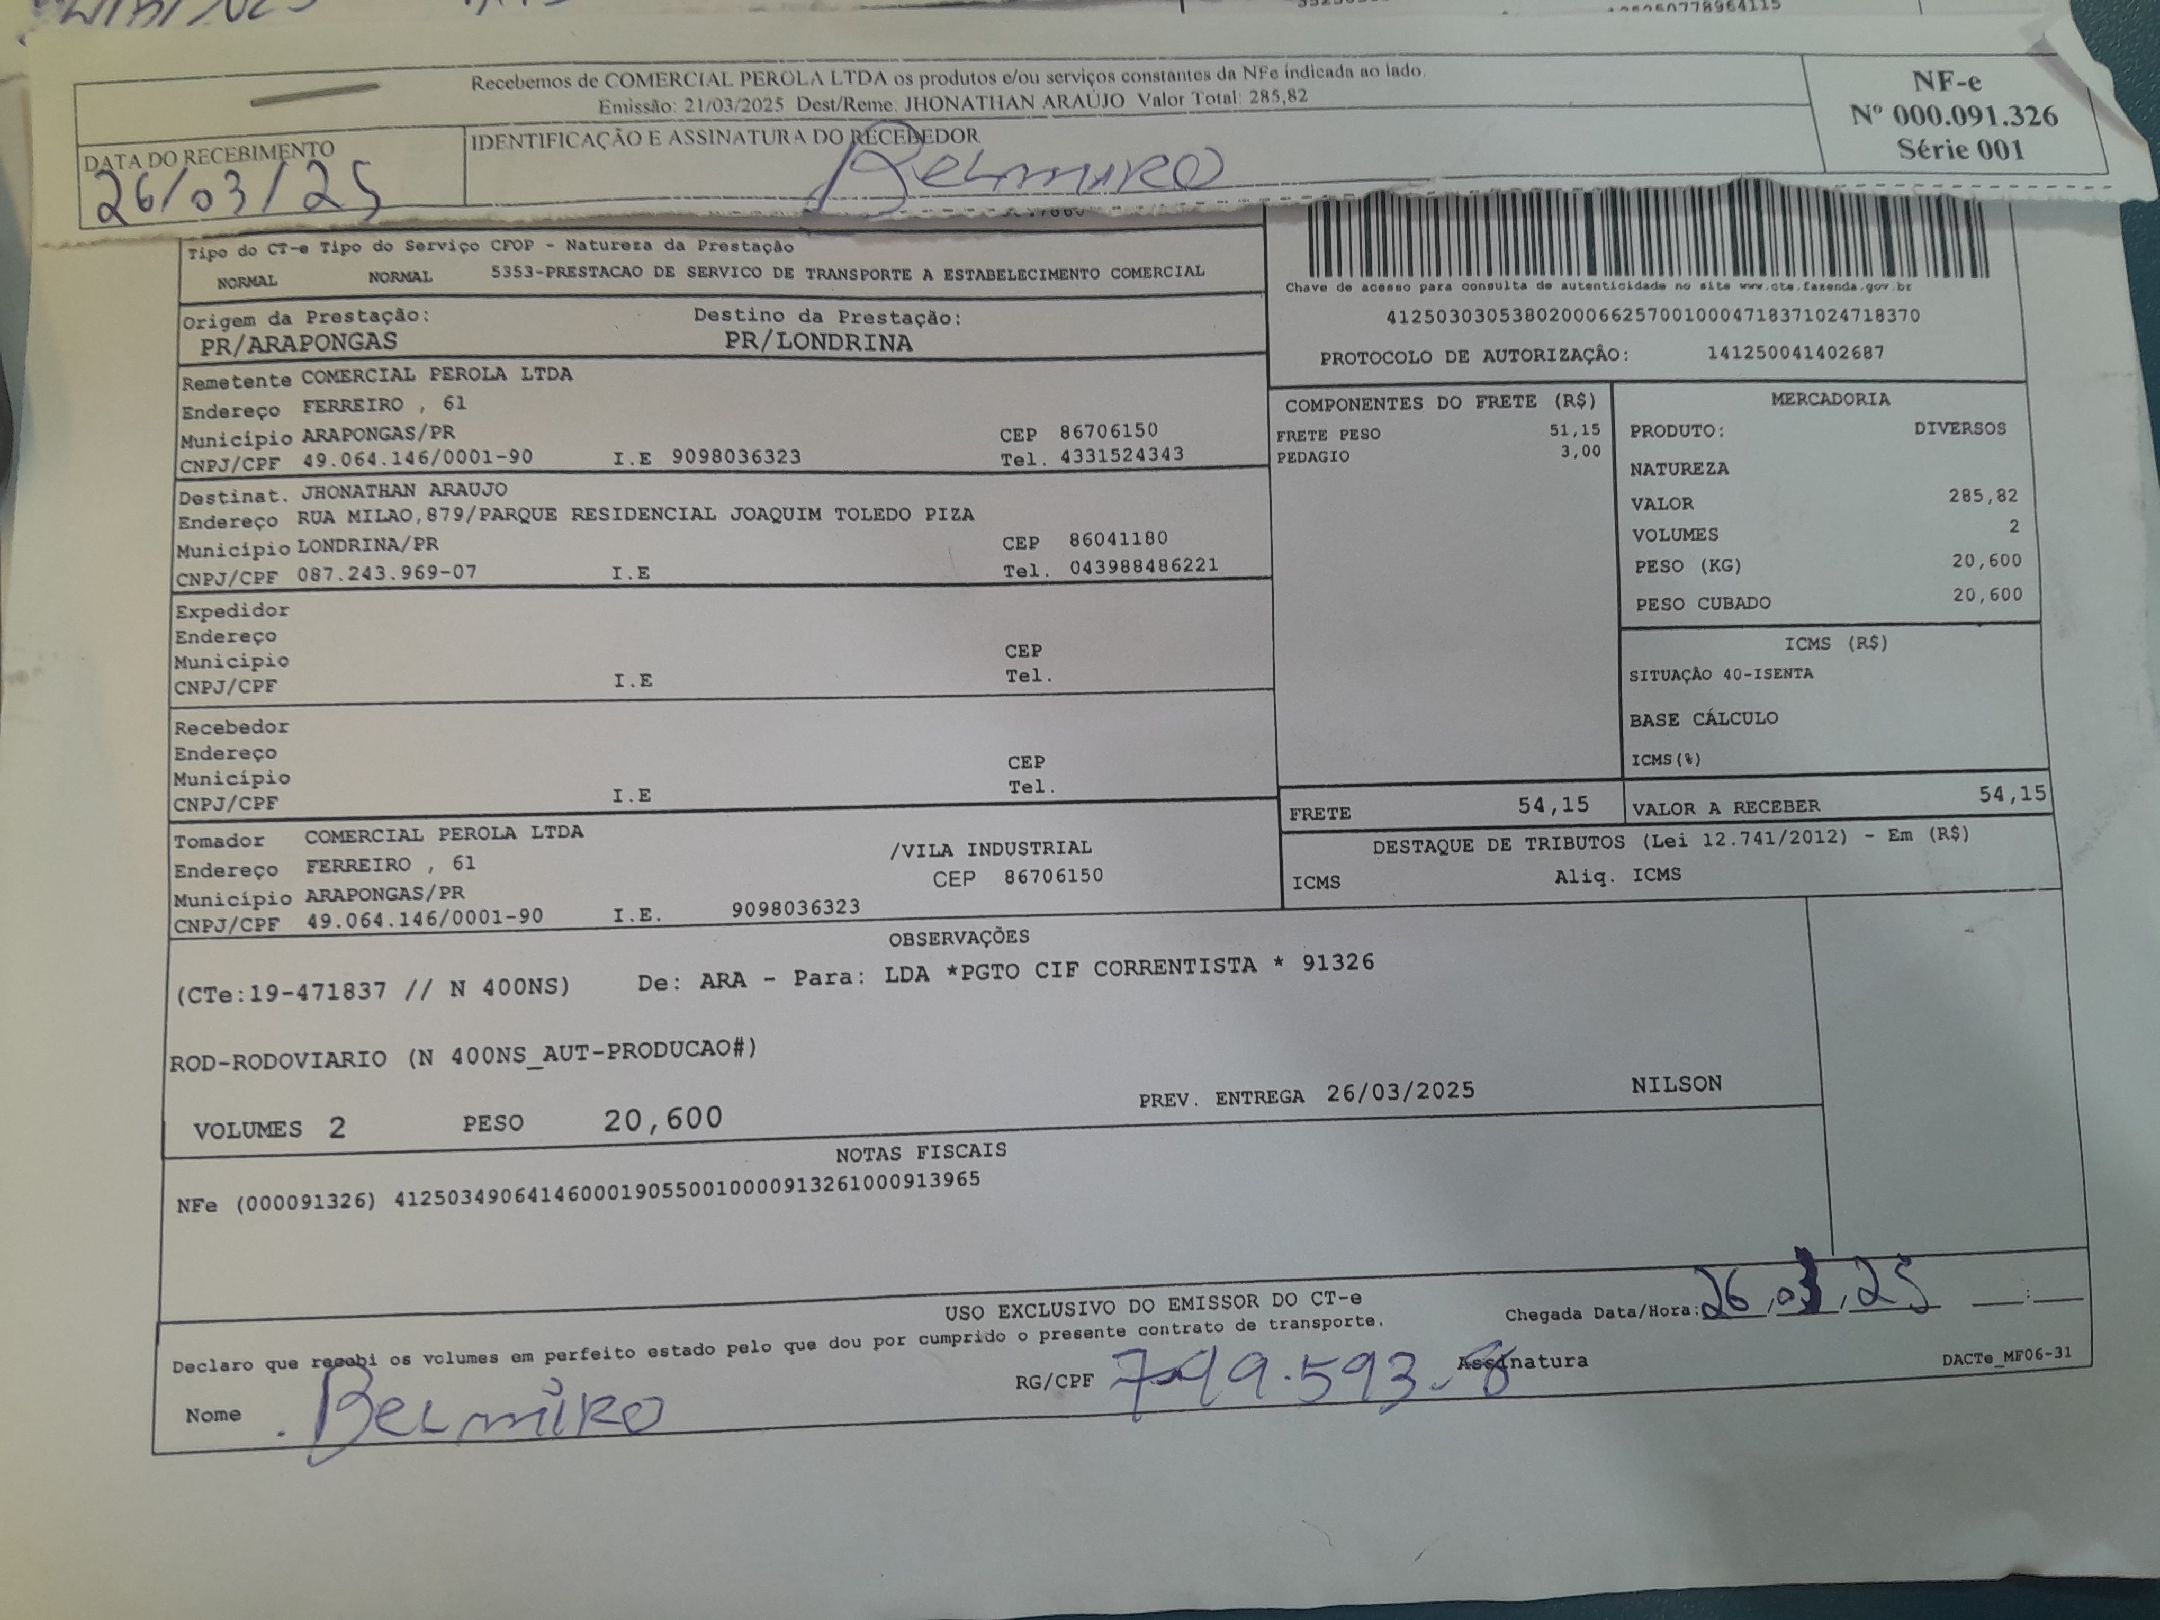 Recebemos de COMERCIAL PEROLA LTDA os produtos e/ou serviços constantes da NFe indicada ao lado.
Emissão: 21/03/2025 Dest/Reme. JHONATHAN ARAÚJO Valor Total: 285,82
NF-e
Nº 000.091.326
Série 001
DATA DO RECEBIMENTO
26/03/25
IDENTIFICAÇÃO E ASSINATURA DO RECEBEDOR
Belmiro
Tipo do CT-e Tipo do Serviço CFOP - Natureza da Prestação
NORMAL NORMAL 5353-PRESTACAO DE SERVICO DE TRANSPORTE A ESTABELECIMENTO COMERCIAL
Chave de acesso para consulta de autenticidade no site www.cte.fazenda.gov.br
41250303053802000662570010004718371024718370
PROTOCOLO DE AUTORIZAÇÃO: 141250041402687
Origem da Prestação: Destino da Prestação:
PR/ARAPONGAS PR/LONDRINA
Remetente COMERCIAL PEROLA LTDA
Endereço FERREIRO , 61
Município ARAPONGAS/PR CEP 86706150
CNPJ/CPF 49.064.146/0001-90 I.E 9098036323 Tel. 4331524343
Destinat. JHONATHAN ARAUJO
Endereço RUA MILAO,879/PARQUE RESIDENCIAL JOAQUIM TOLEDO PIZA
Município LONDRINA/PR CEP 86041180
CNPJ/CPF 087.243.969-07 I.E Tel. 043988486221
Expedidor
Endereço
Município CEP
CNPJ/CPF I.E Tel.
Recebedor
Endereço
Município CEP
CNPJ/CPF I.E Tel.
Tomador COMERCIAL PEROLA LTDA
Endereço FERREIRO , 61 /VILA INDUSTRIAL
Município ARAPONGAS/PR CEP 86706150
CNPJ/CPF 49.064.146/0001-90 I.E. 9098036323
COMPONENTES DO FRETE (R$)
FRETE PESO 51,15
PEDAGIO 3,00
MERCADORIA
PRODUTO: DIVERSOS
NATUREZA
VALOR 285,82
VOLUMES 2
PESO (KG) 20,600
PESO CUBADO 20,600
ICMS (R$)
SITUAÇÃO 40-ISENTA
BASE CÁLCULO
ICMS(%)
FRETE 54,15 VALOR A RECEBER 54,15
DESTAQUE DE TRIBUTOS (Lei 12.741/2012) - Em (R$)
ICMS Aliq. ICMS
OBSERVAÇÕES
(CTe:19-471837 // N 400NS) De: ARA - Para: LDA *PGTO CIF CORRENTISTA * 91326
ROD-RODOVIARIO (N 400NS_AUT-PRODUCAO#)
VOLUMES 2 PESO 20,600 PREV. ENTREGA 26/03/2025 NILSON
NOTAS FISCAIS
NFe (000091326) 41250349064146000190550010000913261000913965
USO EXCLUSIVO DO EMISSOR DO CT-e
Chegada Data/Hora: 26 03 25 __:__
Declaro que recebi os volumes em perfeito estado pelo que dou por cumprido o presente contrato de transporte.
Nome Belmiro RG/CPF 799.593-8 Assinatura DACTe_MF06-31